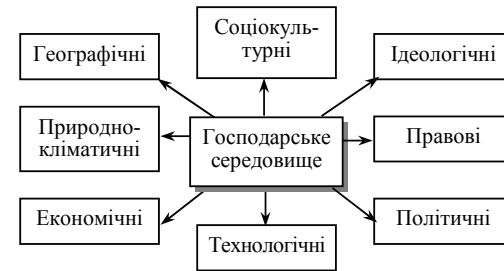 Соціокуль-
турні
Географічні
Ідеологічні
Природно-
кліматичні
Господарське
середовище
Правові
Економічні
Технологічні
Політичні